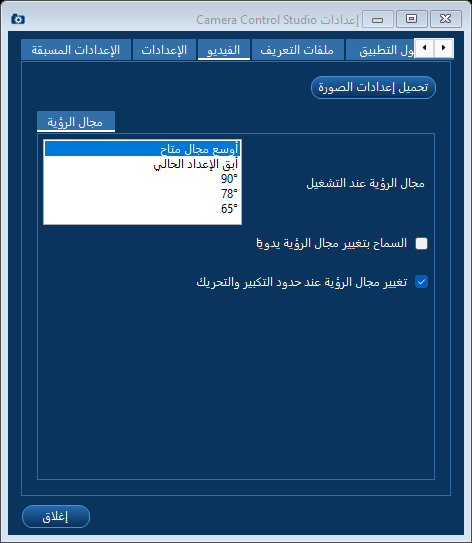 إعدادات Camera Control Studio
ول التطبيق
ملفات التعريف
الفيديو
الإعدادات
الإعدادات المسبقة
تحميل إعدادات الصورة
مجال الرؤية
مجال الرؤية عند التشغيل
أوسع مجال متاح
أبق الإعداد الحالي
90°
78°
65°
السماح بتغيير مجال الرؤية يدويًا
تغيير مجال الرؤية عند حدود التكبير والتحريك
إغلاق